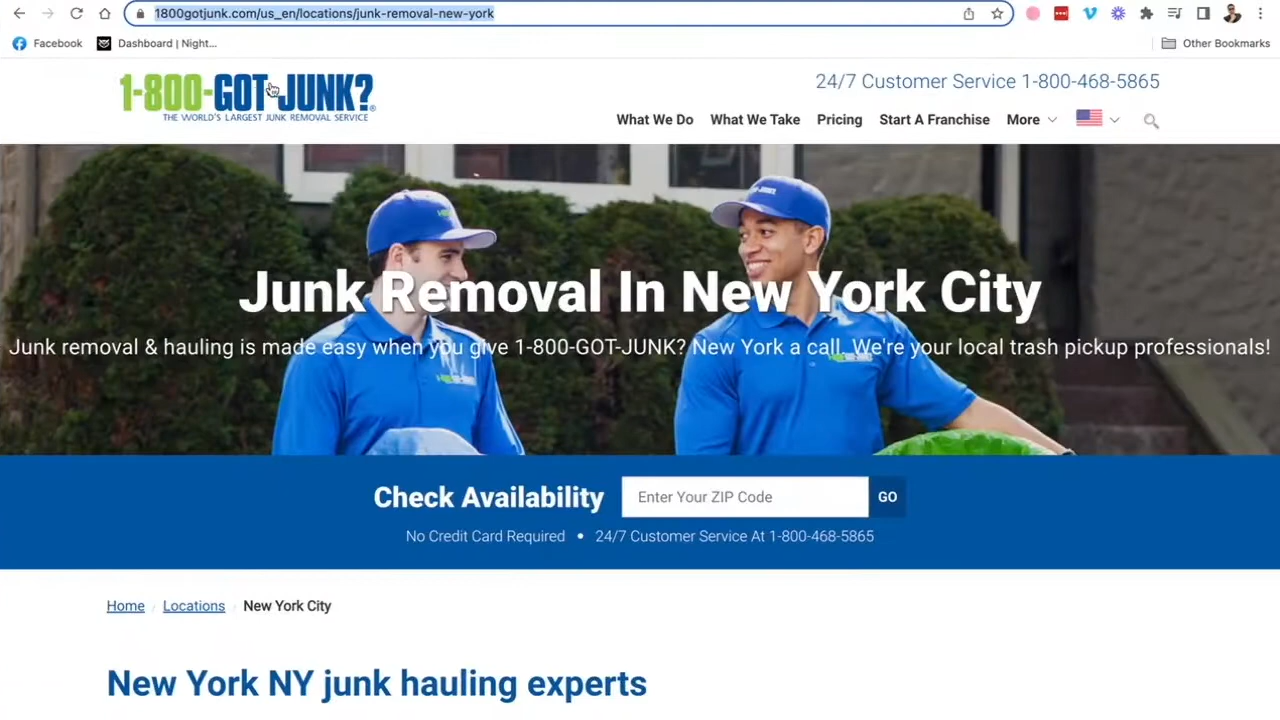 1800gotjunk.com/us_en/locations/junk-removal-new-york
Facebook
Dashboard | Night...
Other Bookmarks
1-800-GOT-JUNK?
THE WORLD'S LARGEST JUNK REMOVAL SERVICE
24/7 Customer Service 1-800-468-5865
What We Do What We Take Pricing Start A Franchise More
Junk Removal In New York City
Junk removal & hauling is made easy when you give 1-800-GOT-JUNK? New York a call. We're your local trash pickup professionals!
Check Availability Enter Your ZIP Code GO
No Credit Card Required • 24/7 Customer Service At 1-800-468-5865
Home / Locations / New York City
New York NY junk hauling experts